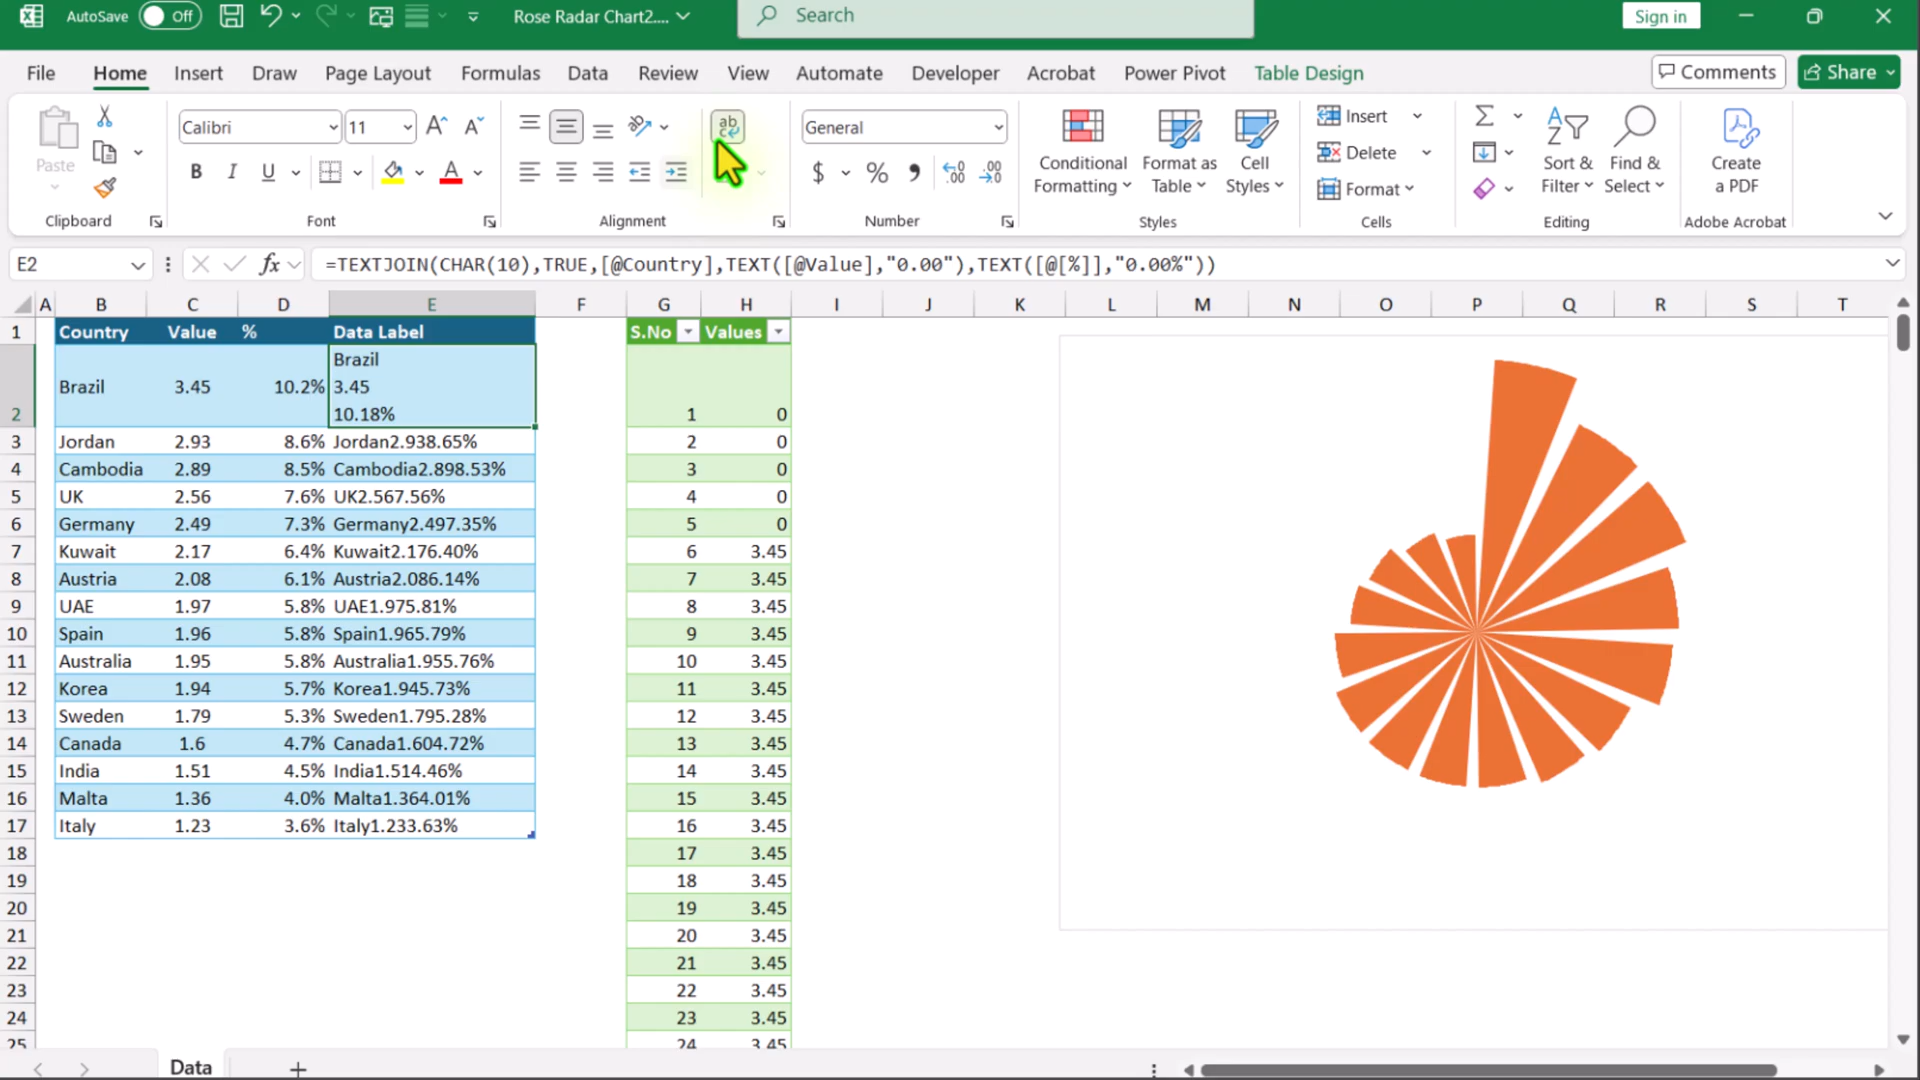 AutoSave Off Rose Radar Chart2.... Search Sign in
File Home Insert Draw Page Layout Formulas Data Review View Automate Developer Acrobat Power Pivot Table Design Comments Share
Paste Calibri 11 General Conditional Formatting Format as Table Cell Styles Insert Delete Format Sort & Filter Find & Select Create a PDF
B I U A $ % ab c
Clipboard Font Alignment Number Styles Cells Editing Adobe Acrobat
E2 fx =TEXTJOIN(CHAR(10),TRUE,[@Country],TEXT([@Value],"0.00"),TEXT([@[%]],"0.00%"))
A B C D E F G H I J K L M N O P Q R S T
1 Country Value % Data Label S.No Values
2 Brazil 3.45 10.2% Brazil 3.45 10.18% 1 0
3 Jordan 2.93 8.6% Jordan2.938.65% 2 0
4 Cambodia 2.89 8.5% Cambodia2.898.53% 3 0
5 UK 2.56 7.6% UK2.567.56% 4 0
6 Germany 2.49 7.3% Germany2.497.35% 5 0
7 Kuwait 2.17 6.4% Kuwait2.176.40% 6 3.45
8 Austria 2.08 6.1% Austria2.086.14% 7 3.45
9 UAE 1.97 5.8% UAE1.975.81% 8 3.45
10 Spain 1.96 5.8% Spain1.965.79% 9 3.45
11 Australia 1.95 5.8% Australia1.955.76% 10 3.45
12 Korea 1.94 5.7% Korea1.945.73% 11 3.45
13 Sweden 1.79 5.3% Sweden1.795.28% 12 3.45
14 Canada 1.6 4.7% Canada1.604.72% 13 3.45
15 India 1.51 4.5% India1.514.46% 14 3.45
16 Malta 1.36 4.0% Malta1.364.01% 15 3.45
17 Italy 1.23 3.6% Italy1.233.63% 16 3.45
18 17 3.45
19 18 3.45
20 19 3.45
21 20 3.45
22 21 3.45
23 22 3.45
24 23 3.45
25 24 3.45
Data